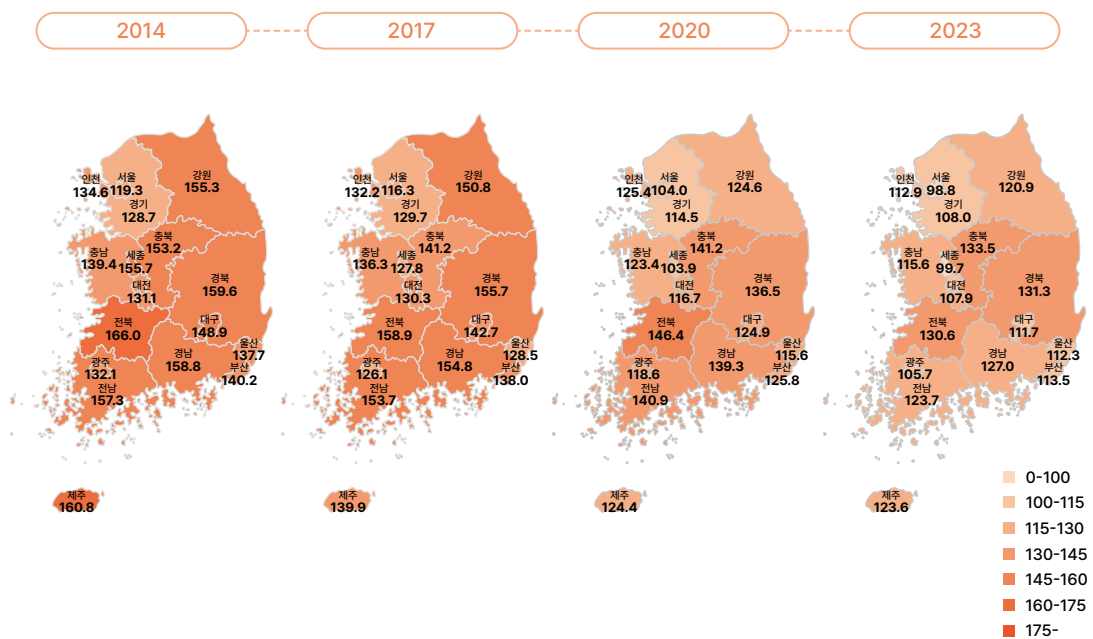 2014
2017
2020
2023
인천
134.6
서울
119.3
경기
128.7
강원
155.3
충북
153.2
충남
139.4
세종
155.7
대전
131.1
경북
159.6
전북
166.0
대구
148.9
울산
137.7
경남
158.8
부산
140.2
광주
132.1
전남
157.3
제주
160.8
인천
132.2
서울
116.3
경기
129.7
강원
150.8
충북
141.2
충남
136.3
세종
127.8
대전
130.3
경북
155.7
전북
158.9
대구
142.7
울산
128.5
경남
154.8
부산
138.0
광주
126.1
전남
153.7
제주
139.9
인천
125.4
서울
104.0
경기
114.5
강원
124.6
충북
141.2
충남
123.4
세종
103.9
대전
116.7
경북
136.5
전북
146.4
대구
124.9
울산
115.6
경남
139.3
부산
125.8
광주
118.6
전남
140.9
제주
124.4
인천
112.9
서울
98.8
경기
108.0
강원
120.9
충북
133.5
충남
115.6
세종
99.7
대전
107.9
경북
131.3
전북
130.6
대구
111.7
울산
112.3
경남
127.0
부산
113.5
광주
105.7
전남
123.7
제주
123.6
0-100
100-115
115-130
130-145
145-160
160-175
175-